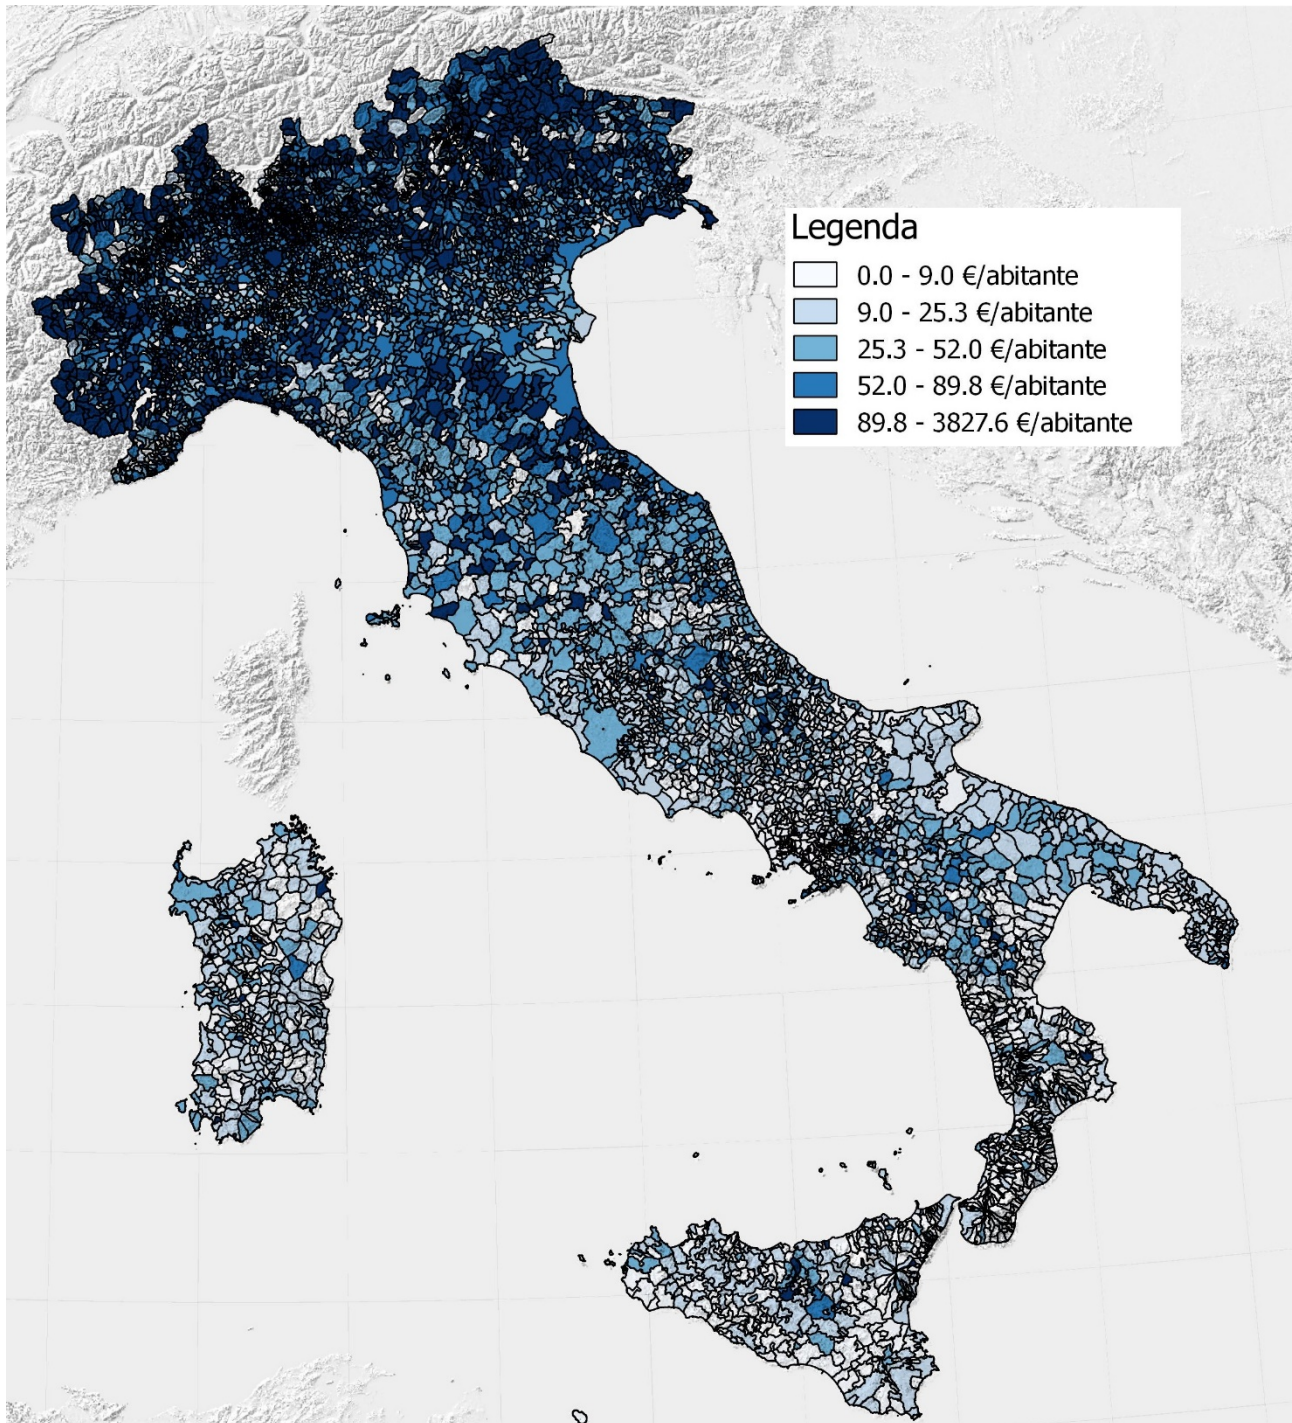 Legenda
0.0 - 9.0 €/abitante
9.0 - 25.3 €/abitante
25.3 - 52.0 €/abitante
52.0 - 89.8 €/abitante
89.8 - 3827.6 €/abitante